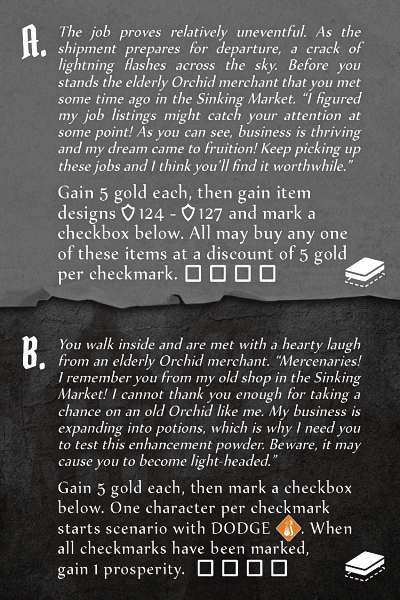 A.
The job proves relatively uneventful. As the
shipment prepares for departure, a crack of
lightning flashes across the sky. Before you
stands the elderly Orchid merchant that you met
some time ago in the Sinking Market. “I figured
my job listings might catch your attention at
some point! As you can see, business is thriving
and my dream came to fruition! Keep picking up
these jobs and I think you’ll find it worthwhile.”
Gain 5 gold each, then gain item
designs 124 - 127 and mark a
checkbox below. All may buy any one
of these items at a discount of 5 gold
per checkmark.
B.
You walk inside and are met with a hearty laugh
from an elderly Orchid merchant. “Mercenaries!
I remember you from my old shop in the Sinking
Market! I cannot thank you enough for taking a
chance on an old Orchid like me. My business is
expanding into potions, which is why I need you
to test this enhancement powder. Beware, it may
cause you to become light-headed.”
Gain 5 gold each, then mark a checkbox
below. One character per checkmark
starts scenario with DODGE. When
all checkmarks have been marked,
gain 1 prosperity.